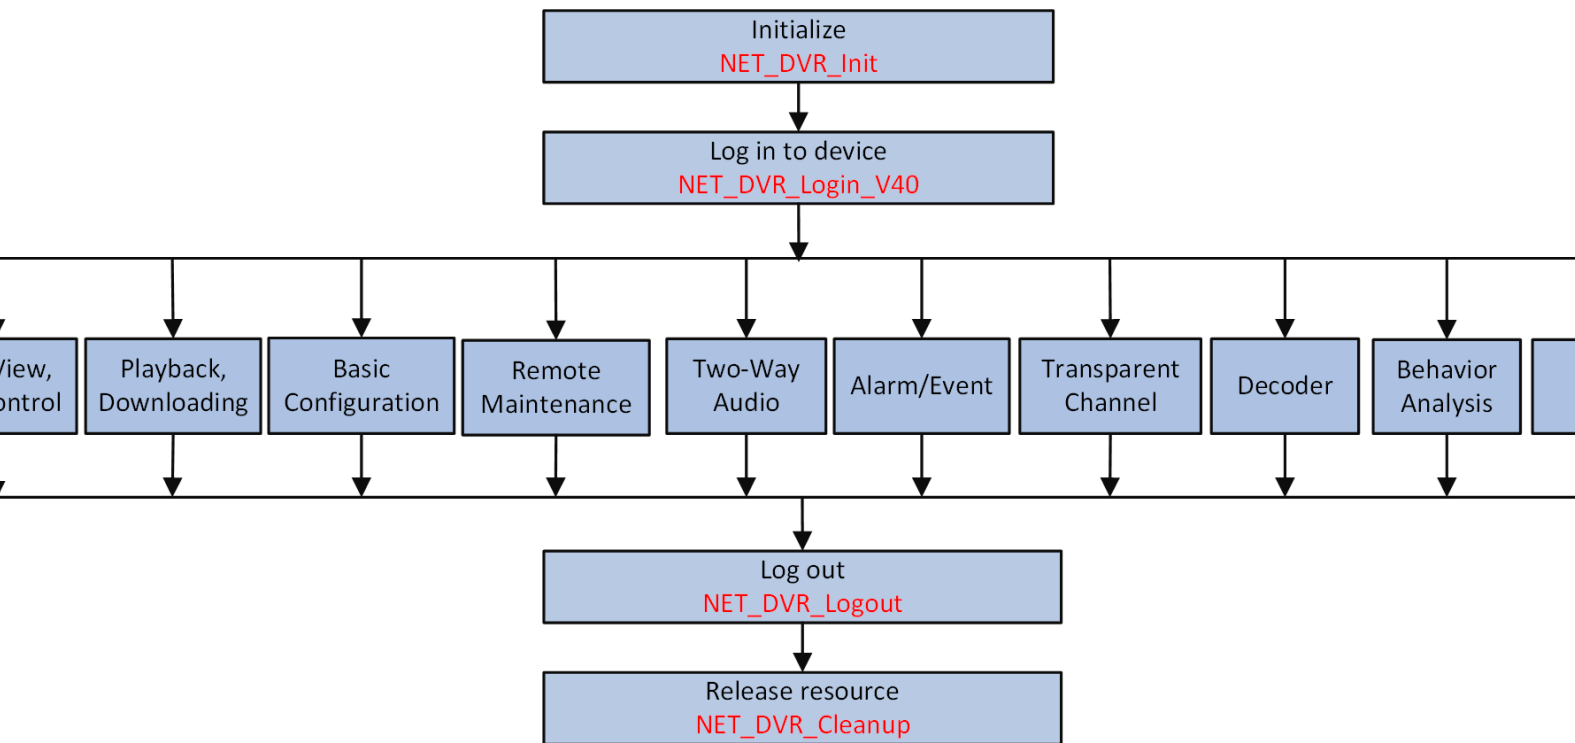 Initialize
NET_DVR_Init
Log in to device
NET_DVR_Login_V40
Playback,
Downloading
Basic
Configuration
Remote
Maintenance
Two-Way
Audio
Alarm/Event
Transparent
Channel
Decoder
Behavior
Analysis
Log out
NET_DVR_Logout
Release resource
NET_DVR_Cleanup